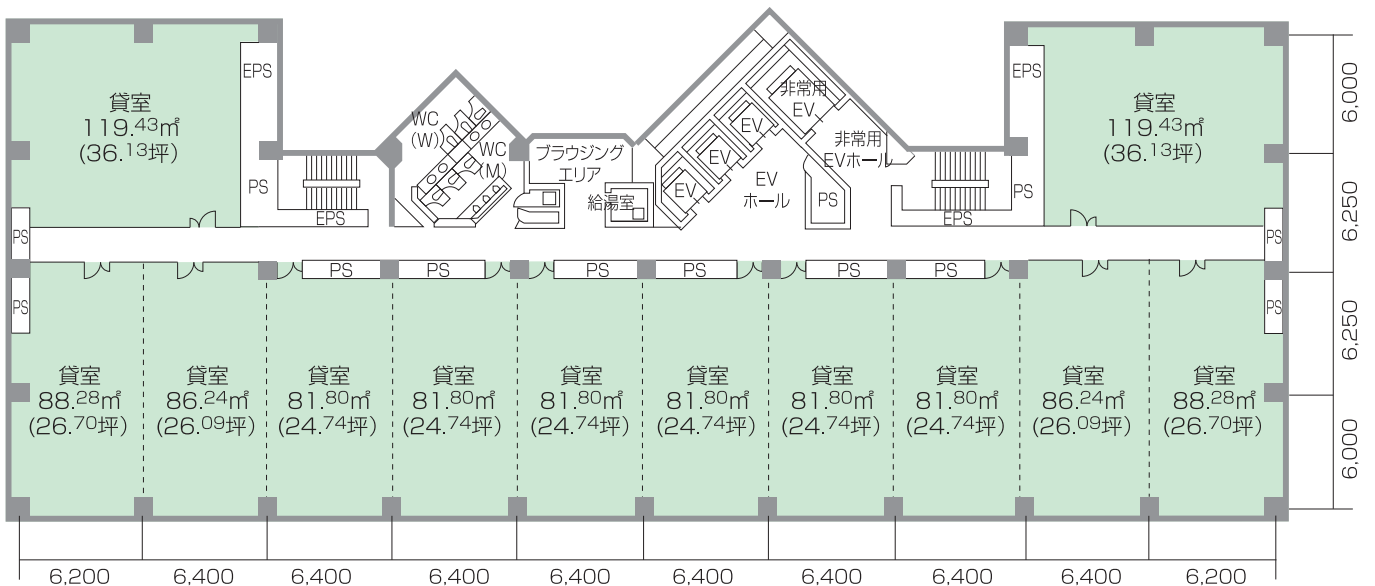 EPS
貸室
119.43㎡
(36.13坪)
PS
PS
EPS
WC
(W)
WC
(M)
ブラウジング
エリア
給湯室
EV
EV
EV
非常用
EV
非常用
EVホール
EV
ホール
PS
EPS
EPS
PS
貸室
119.43㎡
(36.13坪)
PS
PS
PS
PS
PS
PS
PS
PS
PS
PS
貸室
88.28㎡
(26.70坪)
貸室
86.24㎡
(26.09坪)
貸室
81.80㎡
(24.74坪)
貸室
81.80㎡
(24.74坪)
貸室
81.80㎡
(24.74坪)
貸室
81.80㎡
(24.74坪)
貸室
81.80㎡
(24.74坪)
貸室
81.80㎡
(24.74坪)
貸室
86.24㎡
(26.09坪)
貸室
88.28㎡
(26.70坪)
6,000
6,250
6,250
6,000
6,200
6,400
6,400
6,400
6,400
6,400
6,400
6,400
6,400
6,200